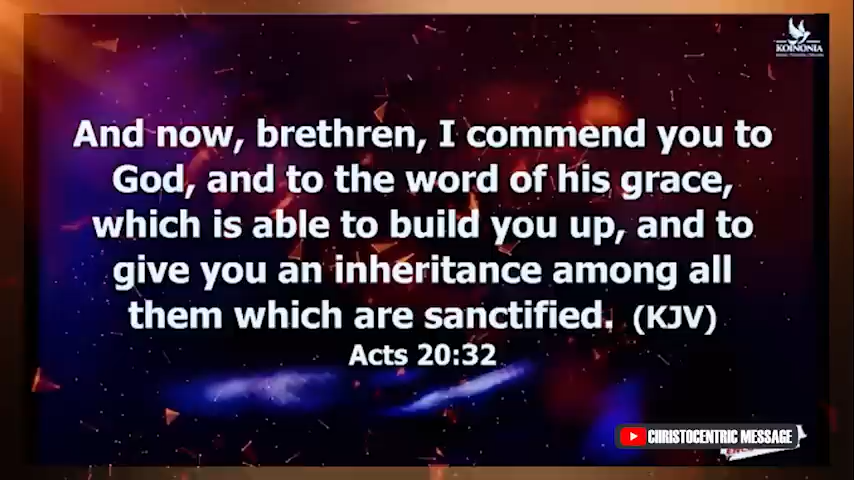 KOINONIA
And now, brethren, I commend you to
God, and to the word of his grace,
which is able to build you up, and to
give you an inheritance among all
them which are sanctified. (KJV)
Acts 20:32
CHRISTOCENTRIC MESSAGE